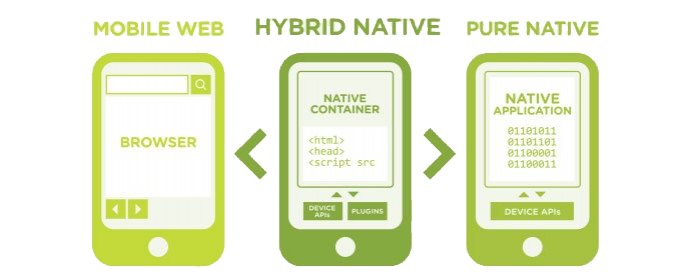 MOBILE WEB
HYBRID NATIVE
PURE NATIVE
BROWSER
NATIVE
CONTAINER
<html>
<head>
<script src
DEVICE
APIs
PLUGINS
NATIVE
APPLICATION
01101011
01101101
01100001
01100011
DEVICE APIs